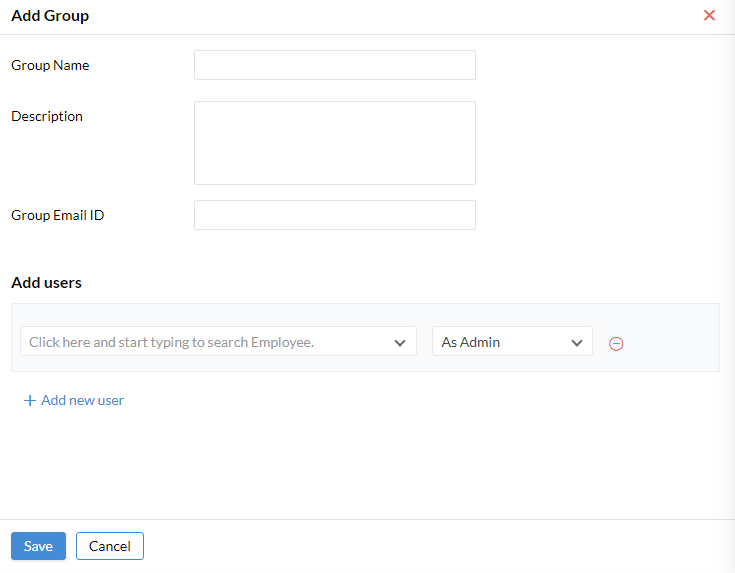 Add Group
Group Name
Description
Group Email ID
Add users
Click here and start typing to search Employee.
As Admin
Add new user
Save
Cancel